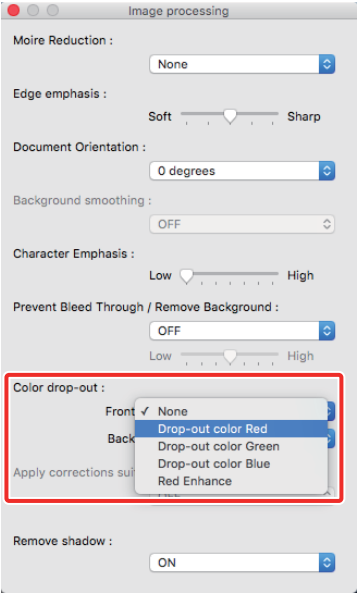 Image processing
Moire Reduction :
None
Edge emphasis :
Soft Sharp
Document Orientation :
0 degrees
Background smoothing :
OFF
Character Emphasis :
Low High
Prevent Bleed Through / Remove Background :
OFF
Low High
Color drop-out :
Front ✓ None
Drop-out color Red
Back Drop-out color Green
Drop-out color Blue
Apply corrections sui
Red Enhance
Remove shadow :
ON